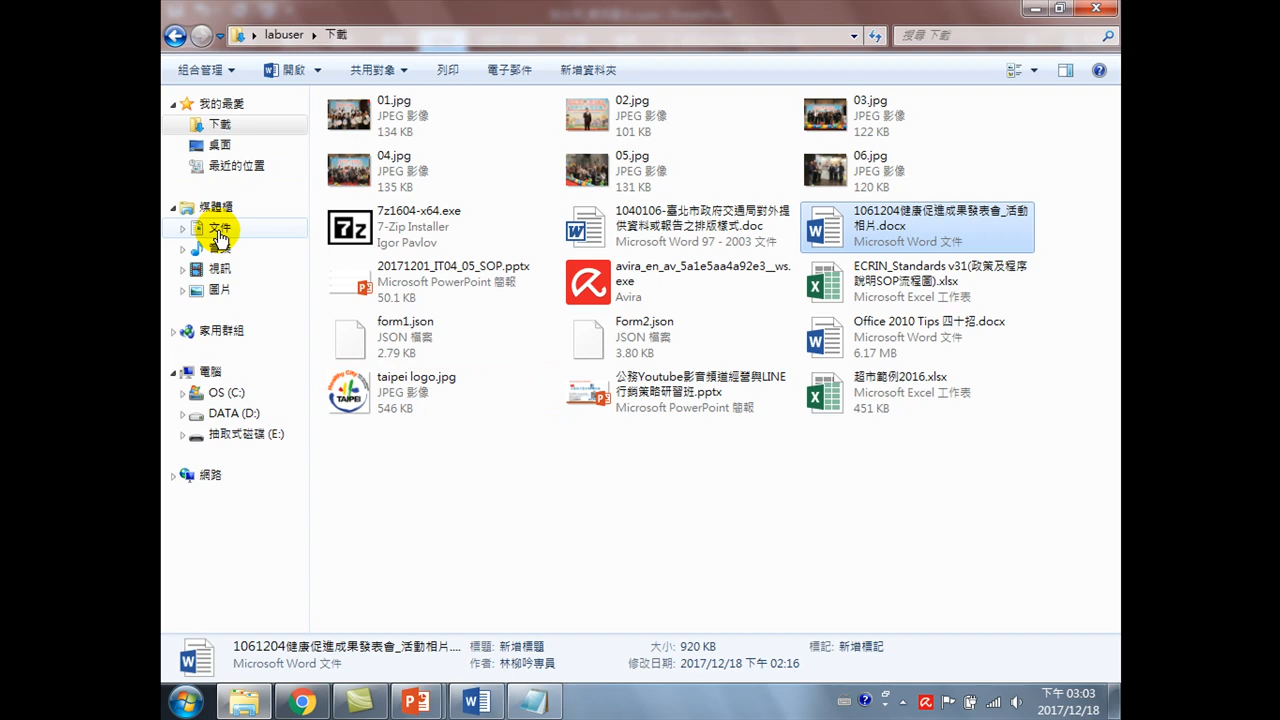 labuser
下載
搜尋 下載
組合管理
開啟
共用對象
列印
電子郵件
新增資料夾
我的最愛
下載
桌面
最近的位置
媒體櫃
文件
音樂
視訊
圖片
家用群組
電腦
OS (C:)
DATA (D:)
抽取式磁碟 (E:)
網路
01.jpg
JPEG 影像
134 KB
02.jpg
JPEG 影像
101 KB
03.jpg
JPEG 影像
122 KB
04.jpg
JPEG 影像
135 KB
05.jpg
JPEG 影像
131 KB
06.jpg
JPEG 影像
120 KB
7z1604-x64.exe
7-Zip Installer
Igor Pavlov
1040106-臺北市政府交通局對外提
供資料或報告之排版樣式.doc
Microsoft Word 97 - 2003 文件
1061204健康促進成果發表會_活動
相片.docx
Microsoft Word 文件
20171201_IT04_05_SOP.pptx
Microsoft PowerPoint 簡報
50.1 KB
avira_en_av_5a1e5aa4a92e3__ws.
exe
Avira
ECRIN_Standards v31(政策及程序
說明SOP流程圖).xlsx
Microsoft Excel 工作表
form1.json
JSON 檔案
2.79 KB
Form2.json
JSON 檔案
3.80 KB
Office 2010 Tips 四十招.docx
Microsoft Word 文件
6.17 MB
taipei logo.jpg
JPEG 影像
546 KB
公務Youtube影音頻道經營與LINE
行銷策略研習班.pptx
Microsoft PowerPoint 簡報
超市範例2016.xlsx
Microsoft Excel 工作表
451 KB
1061204健康促進成果發表會_活動相片....
Microsoft Word 文件
標題: 新增標題
作者: 林柳吟專員
大小: 920 KB
修改日期: 2017/12/18 下午 02:16
標記: 新增標記
下午 03:03
2017/12/18